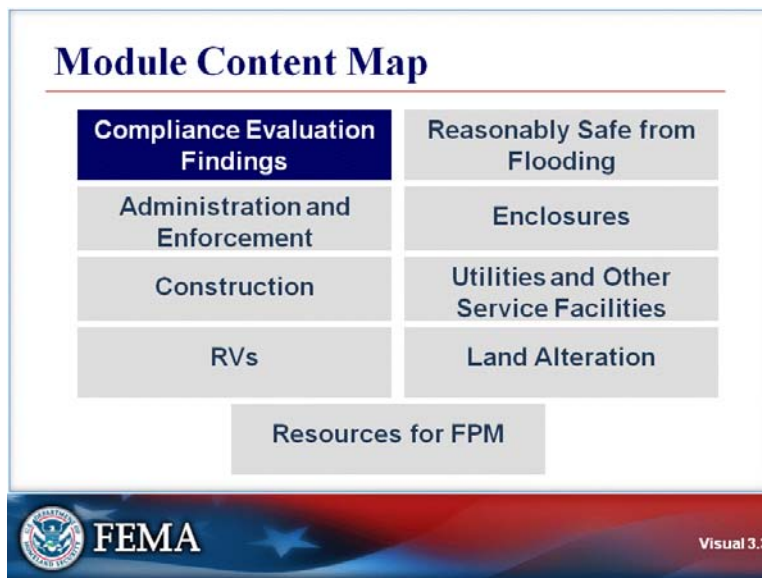 Module Content Map
Compliance Evaluation
Findings
Reasonably Safe from
Flooding
Administration and
Enforcement
Enclosures
Construction
Utilities and Other
Service Facilities
RVs
Land Alteration
Resources for FPM
FEMA
Visual